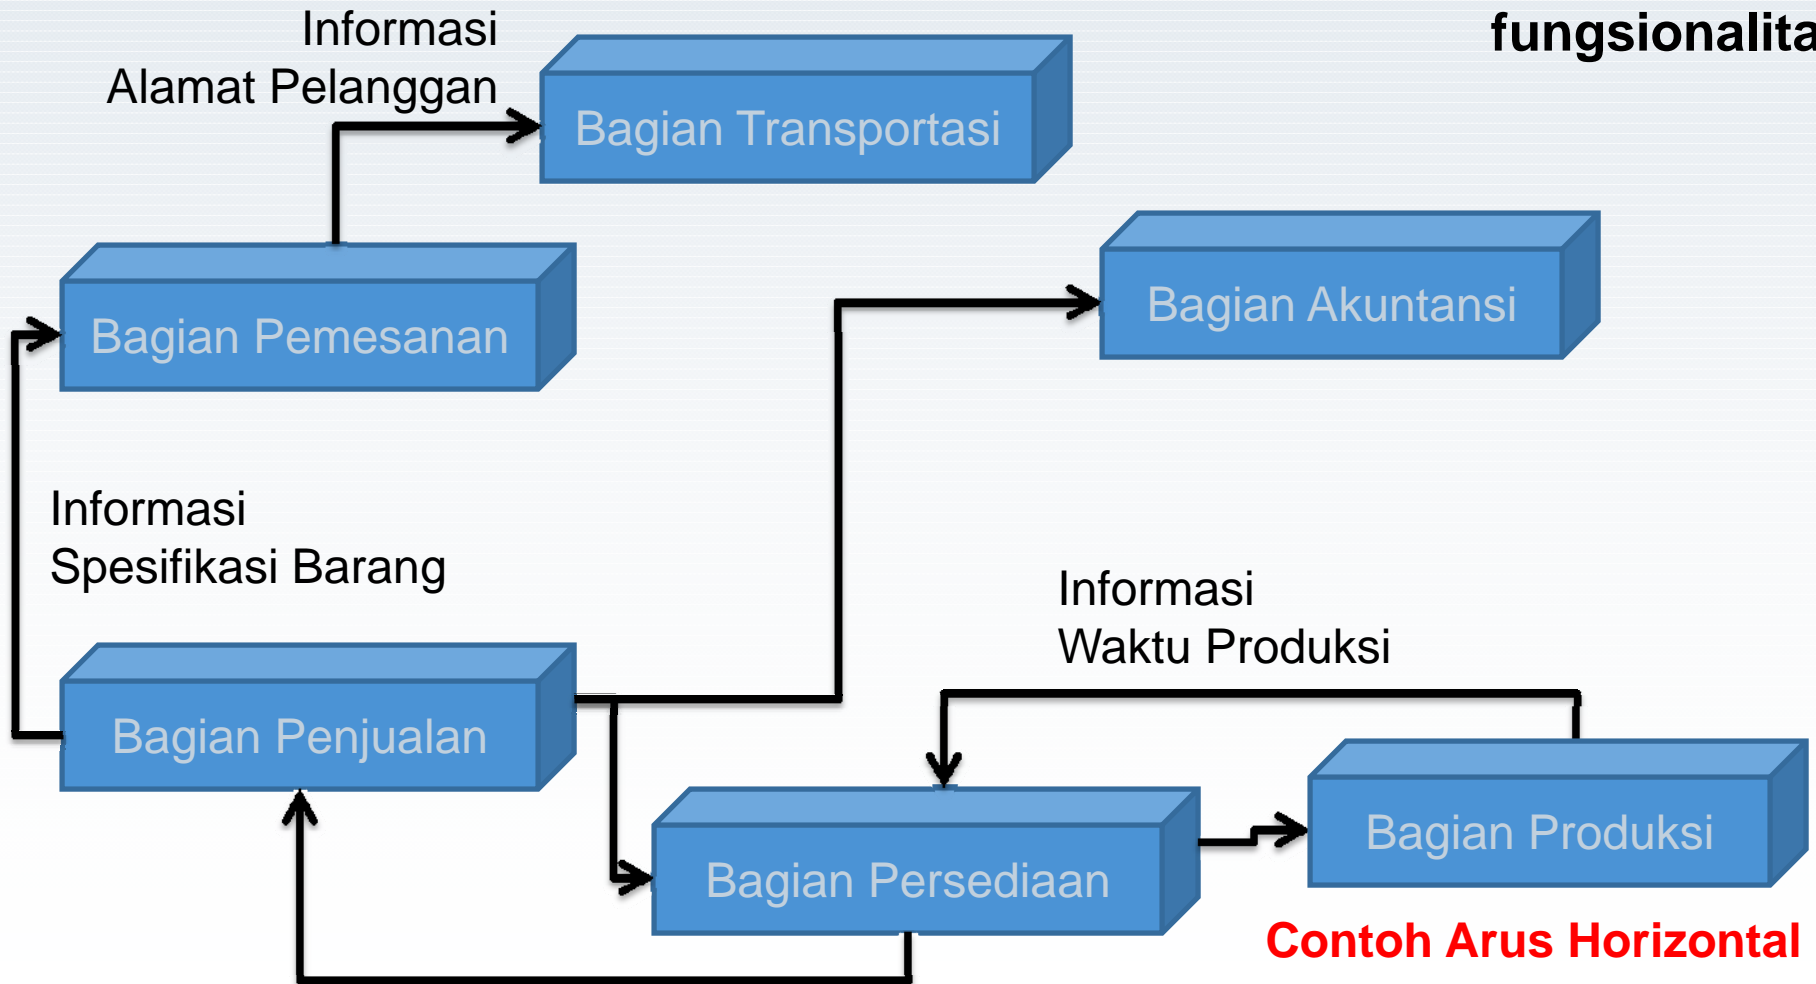 Informasi
Alamat Pelanggan
fungsionalita
Bagian Transportasi
Bagian Akuntansi
Bagian Pemesanan
Informasi
Spesifikasi Barang
Informasi
Waktu Produksi
Bagian Penjualan
Bagian Produksi
Bagian Persediaan
Contoh Arus Horizontal